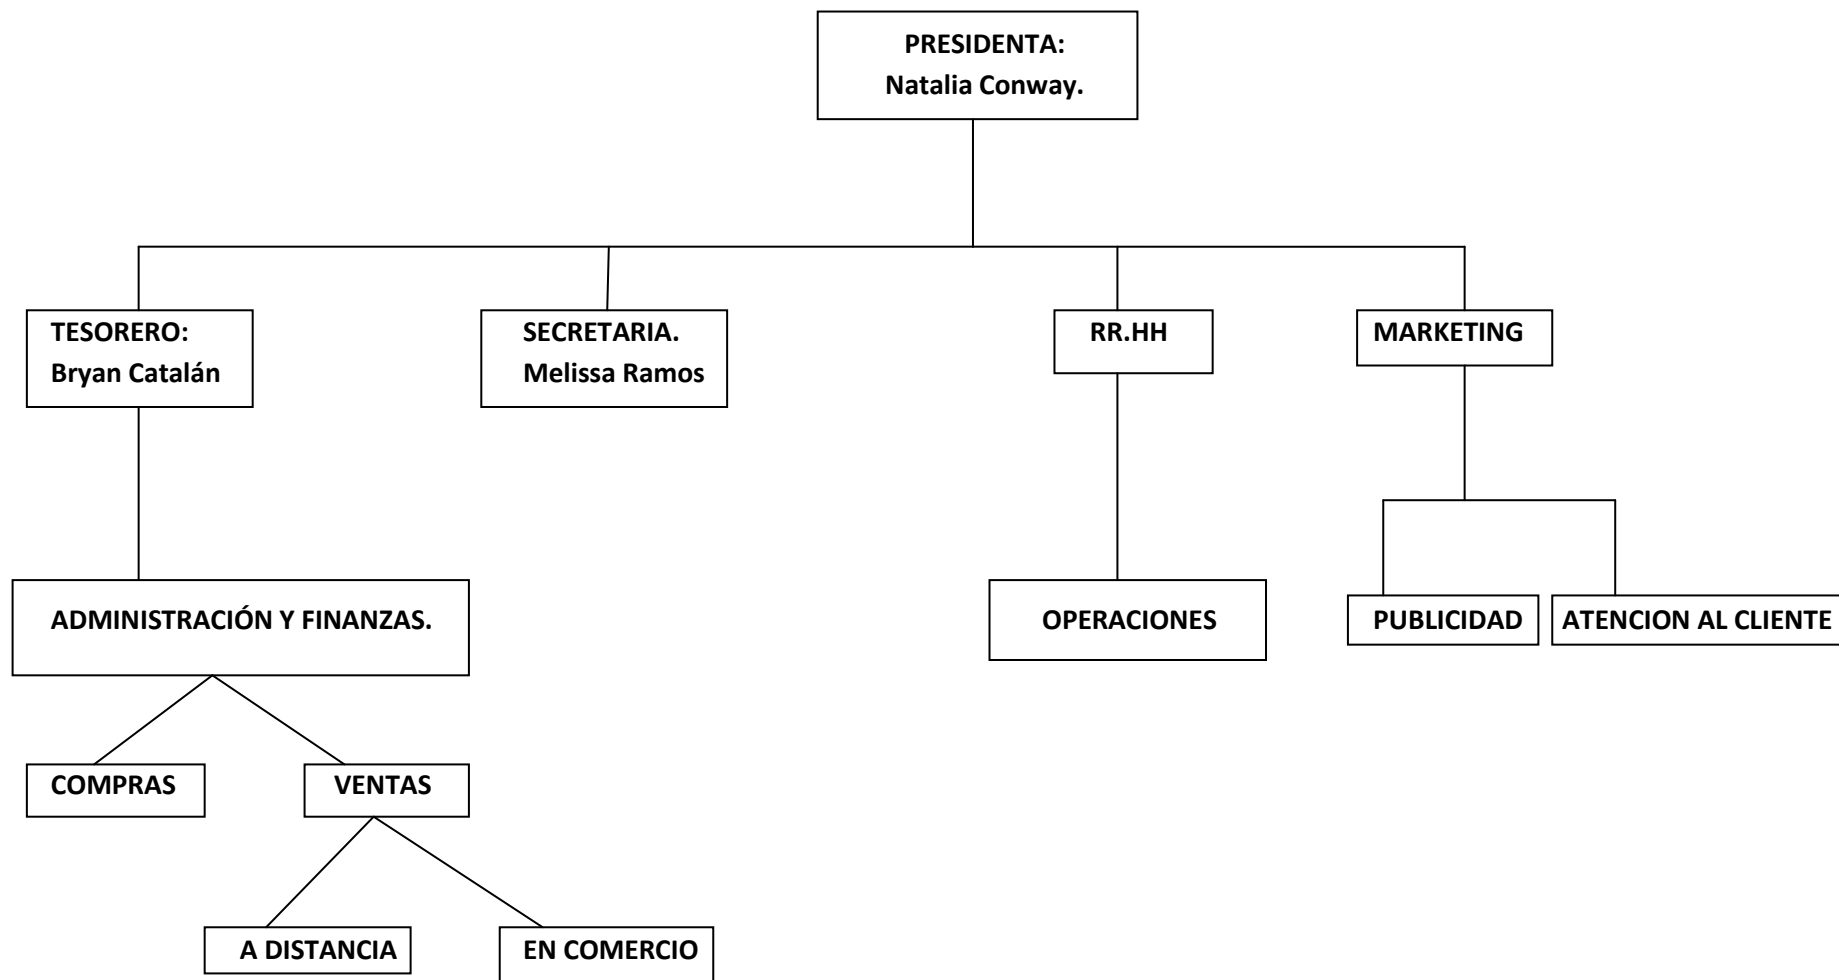 PRESIDENTA:
Natalia Conway.
TESORERO:
Bryan Catalán
SECRETARIA.
Melissa Ramos
RR.HH
MARKETING
ADMINISTRACIÓN Y FINANZAS.
OPERACIONES
PUBLICIDAD
ATENCION AL CLIENTE
COMPRAS
VENTAS
A DISTANCIA
EN COMERCIO